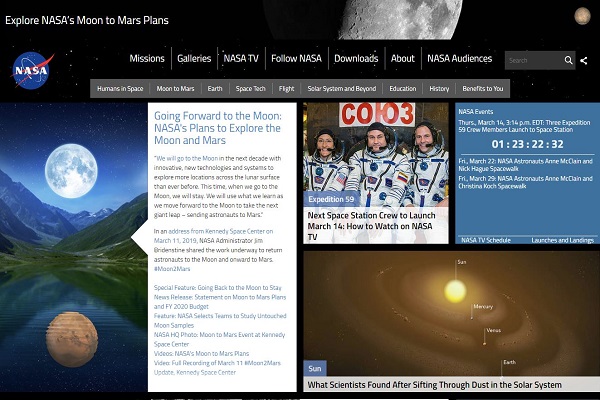 Explore NASA's Moon to Mars Plans
NASA
Missions Galleries NASA TV Follow NASA Downloads About NASA Audiences
Search
Humans in Space Moon to Mars Earth Space Tech Flight Solar System and Beyond Education History Benefits to You
Going Forward to the Moon:
NASA's Plans to Explore the
Moon and Mars
"We will go to the Moon in the next decade with
innovative, new technologies and systems to
explore more locations across the lunar surface
than ever before. This time, when we go to the
Moon, we will stay. We will use what we learn as
we move forward to the Moon to take the next
giant leap – sending astronauts to Mars."
In an address from Kennedy Space Center on
March 11, 2019, NASA Administrator Jim
Bridenstine shared the work underway to return
astronauts to the Moon and onward to Mars.
#Moon2Mars
Special Feature: Going Back to the Moon to Stay
News Release: Statement on Moon to Mars Plans
and FY 2020 Budget
Feature: NASA Selects Teams to Study Untouched
Moon Samples
NASA HQ Photo: Moon to Mars Event at Kennedy
Space Center
Videos: NASA's Moon to Mars Plans
Video: Full Recording of March 11 #Moon2Mars
Update, Kennedy Space Center
СОЮЗ
Expedition 59
Next Space Station Crew to Launch
March 14: How to Watch on NASA
TV
NASA Events
Thurs., March 14, 3:14 p.m. EDT: Three Expedition
59 Crew Members Launch to Space Station
01 : 23 : 22 : 32
Fri., March 22: NASA Astronauts Anne McClain and
Nick Hague Spacewalk
Fri., March 29: NASA Astronauts Anne McClain and
Christina Koch Spacewalk
NASA TV Schedule Launches and Landings
Sun
Mercury
Venus
Earth
Sun
What Scientists Found After Sifting Through Dust in the Solar System